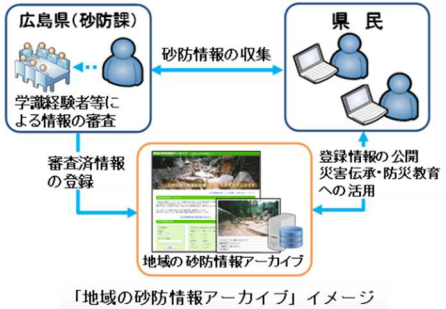 広島県（砂防課）
県　民
砂防情報の収集
学識経験者等に
よる情報の審査
審査済情報
の登録
登録情報の公開
災害伝承・防災教育
への活用
地域の砂防情報アーカイブ
「地域の砂防情報アーカイブ」イメージ